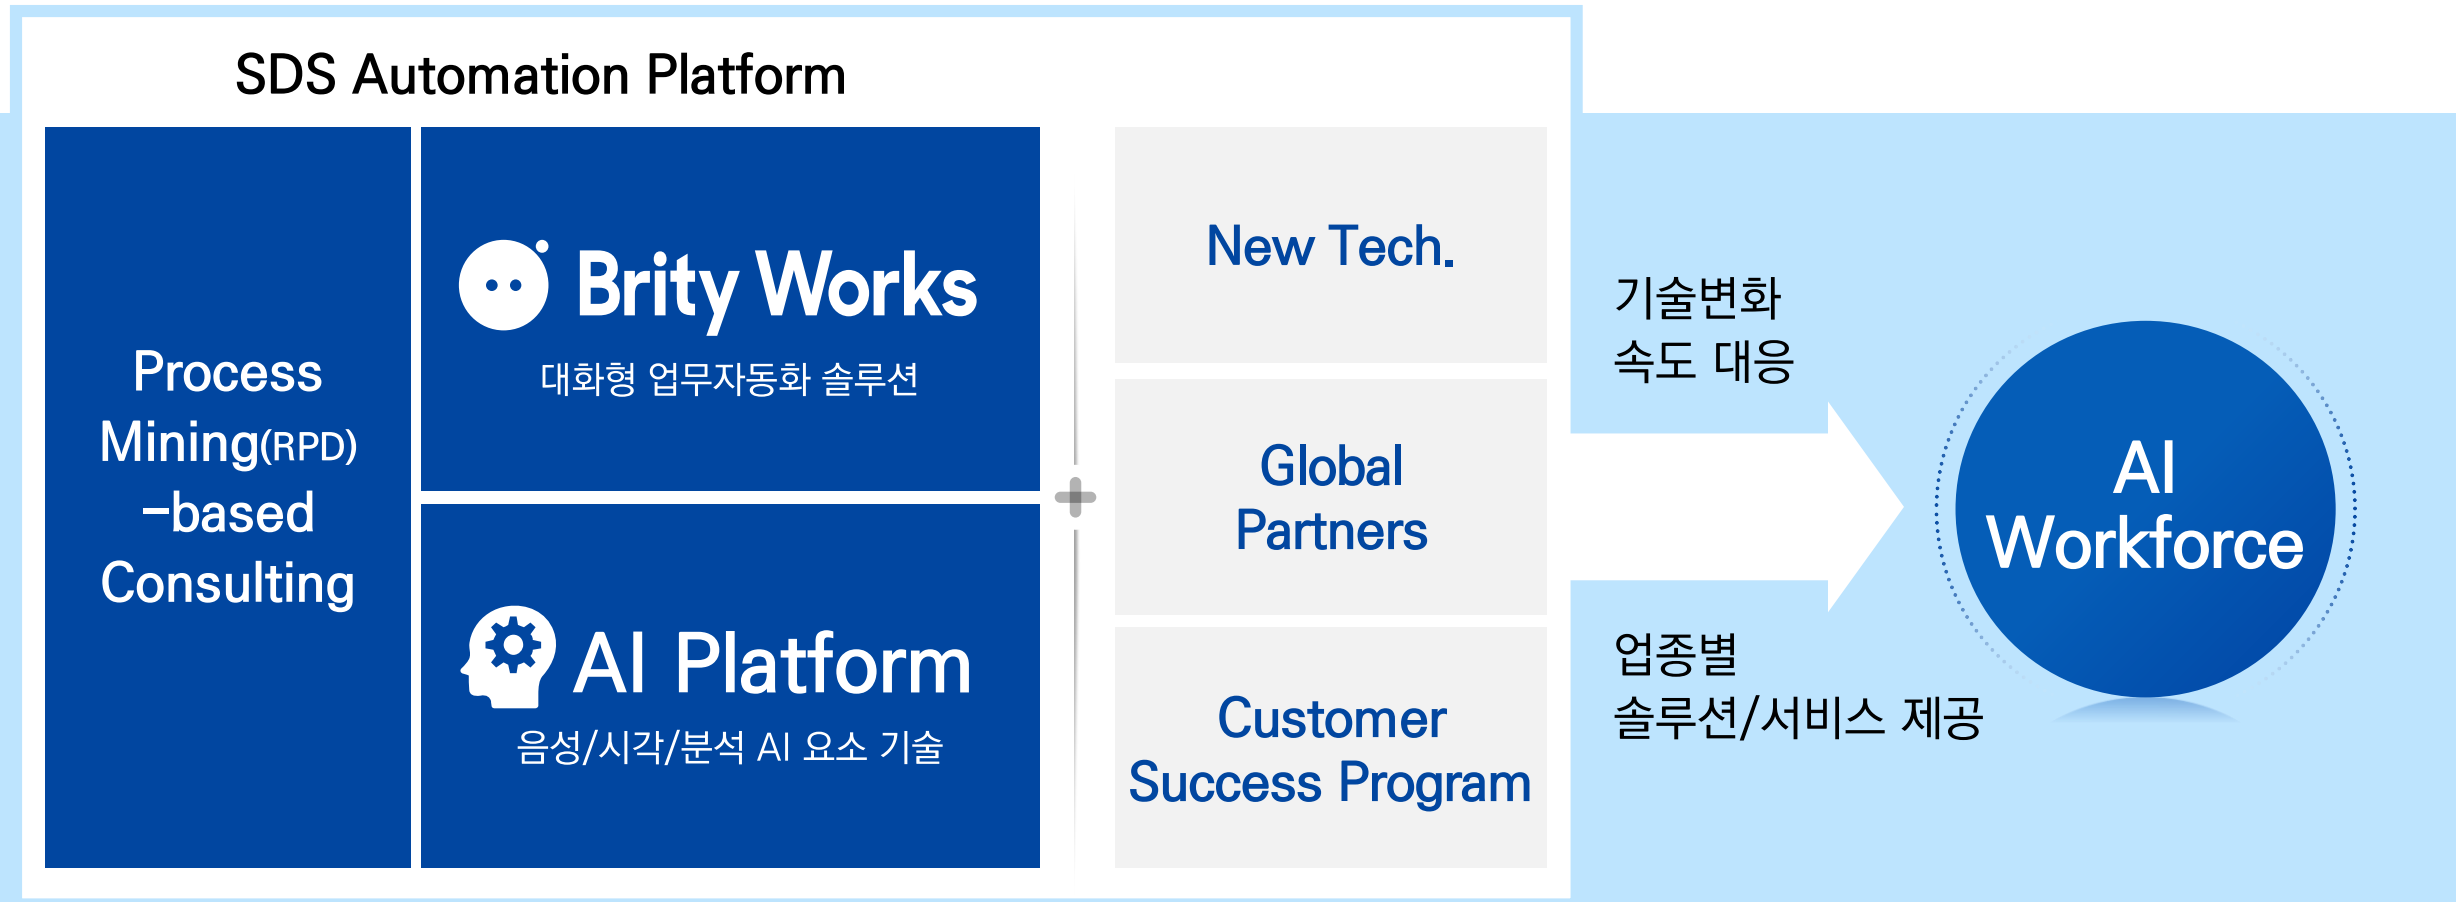 SDS Automation Platform
Process
Mining(RPD)
-based
Consulting
Brity Works
대화형 업무자동화 솔루션
AI Platform
음성/시각/분석 AI 요소 기술
New Tech.
Global
Partners
Customer
Success Program
기술변화
속도 대응
업종별
솔루션/서비스 제공
AI
Workforce